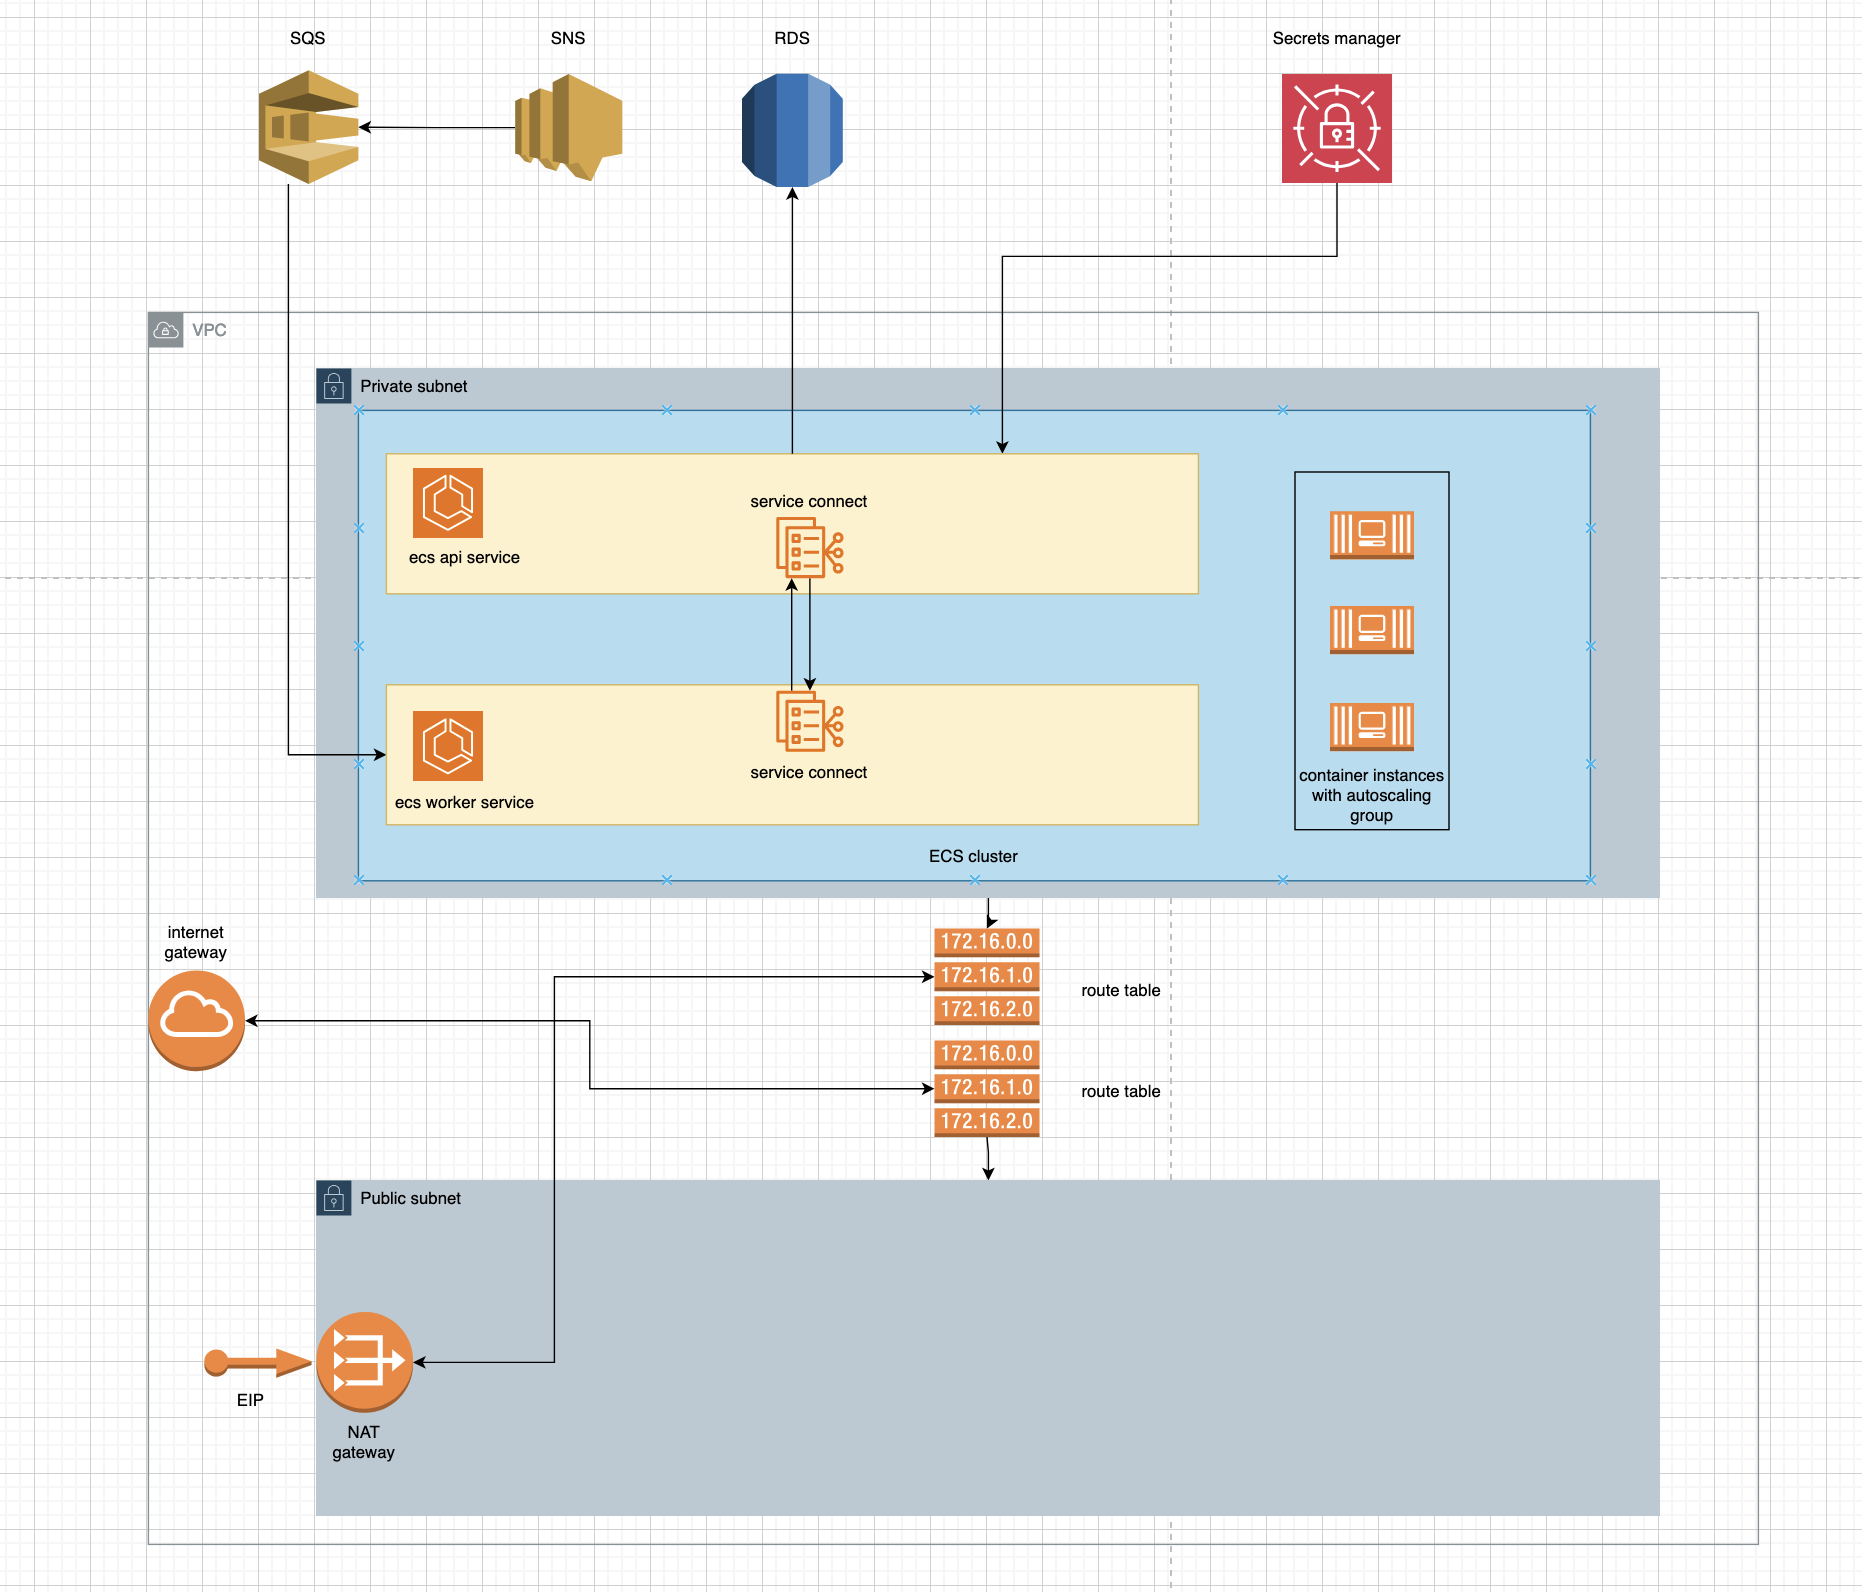 SQS
SNS
RDS
Secrets manager
VPC
Private subnet
service connect
ecs api service
service connect
ecs worker service
container instances
with autoscaling
group
ECS cluster
internet
gateway
172.16.0.0
172.16.1.0
172.16.2.0
route table
172.16.0.0
172.16.1.0
172.16.2.0
route table
Public subnet
EIP
NAT
gateway